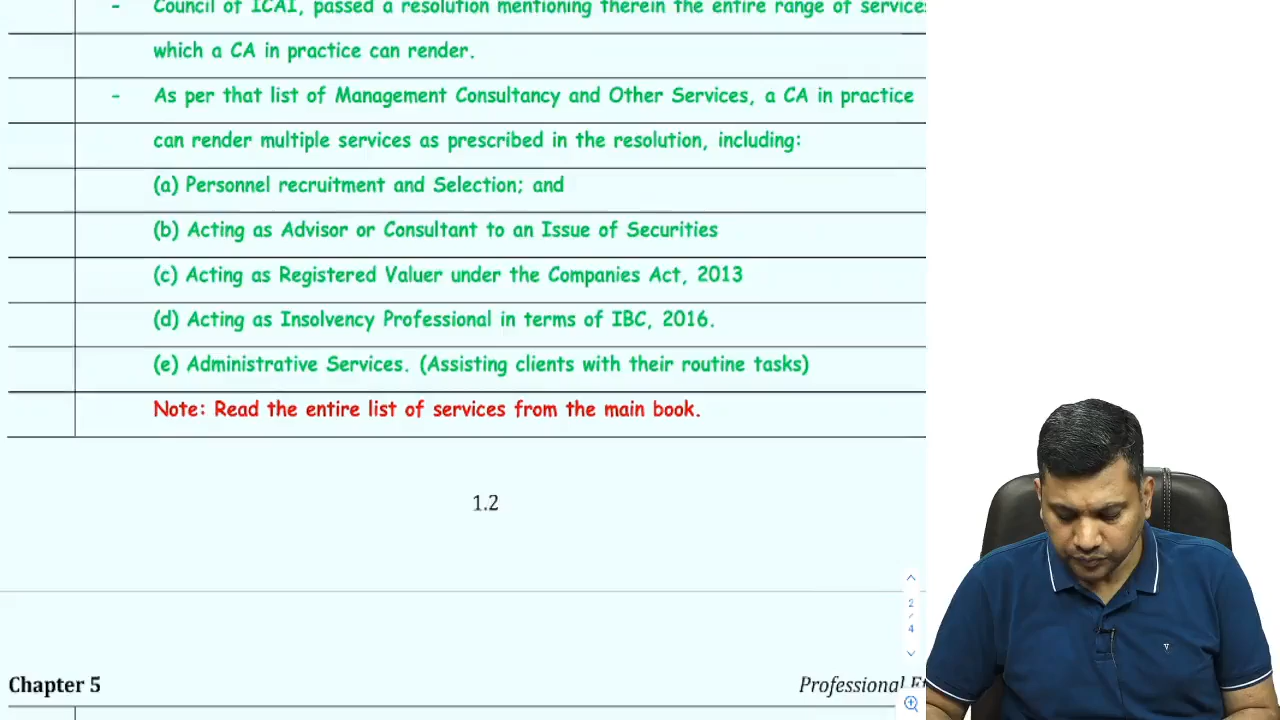 - Council of ICAI, passed a resolution mentioning therein the entire range of services
which a CA in practice can render.
- As per that list of Management Consultancy and Other Services, a CA in practice
can render multiple services as prescribed in the resolution, including:
(a) Personnel recruitment and Selection; and
(b) Acting as Advisor or Consultant to an Issue of Securities
(c) Acting as Registered Valuer under the Companies Act, 2013
(d) Acting as Insolvency Professional in terms of IBC, 2016.
(e) Administrative Services. (Assisting clients with their routine tasks)
Note: Read the entire list of services from the main book.
1.2
2
/
4
Chapter 5
Professional